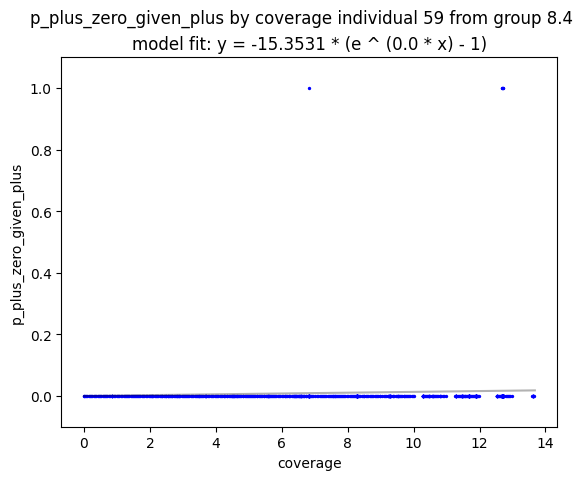 p_plus_zero_given_plus by coverage individual 59 from group 8.4
model fit: y = -15.3531 * (e ^ (0.0 * x) - 1)
1.0
0.8
0.6
0.4
0.2
0.0
p_plus_zero_given_plus
0 2 4 6 8 10 12 14
coverage